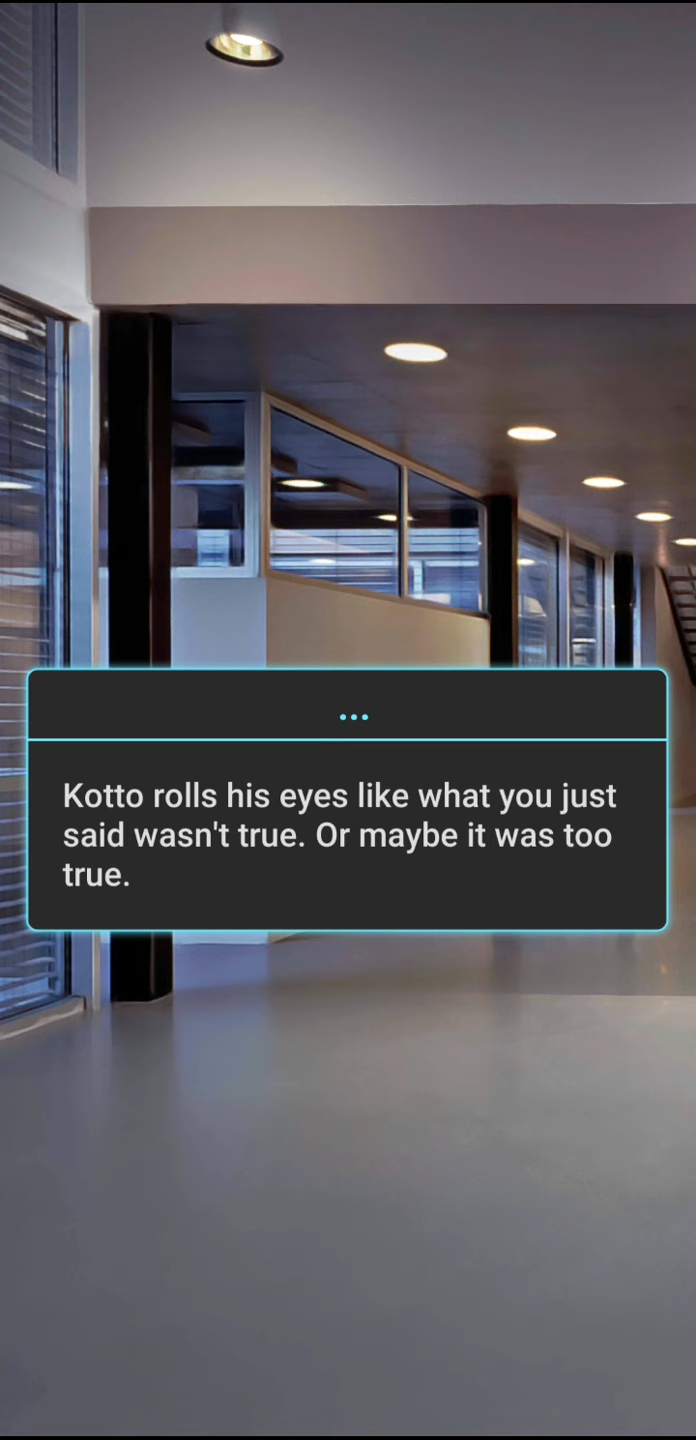 ...
Kotto rolls his eyes like what you just
said wasn't true. Or maybe it was too
true.